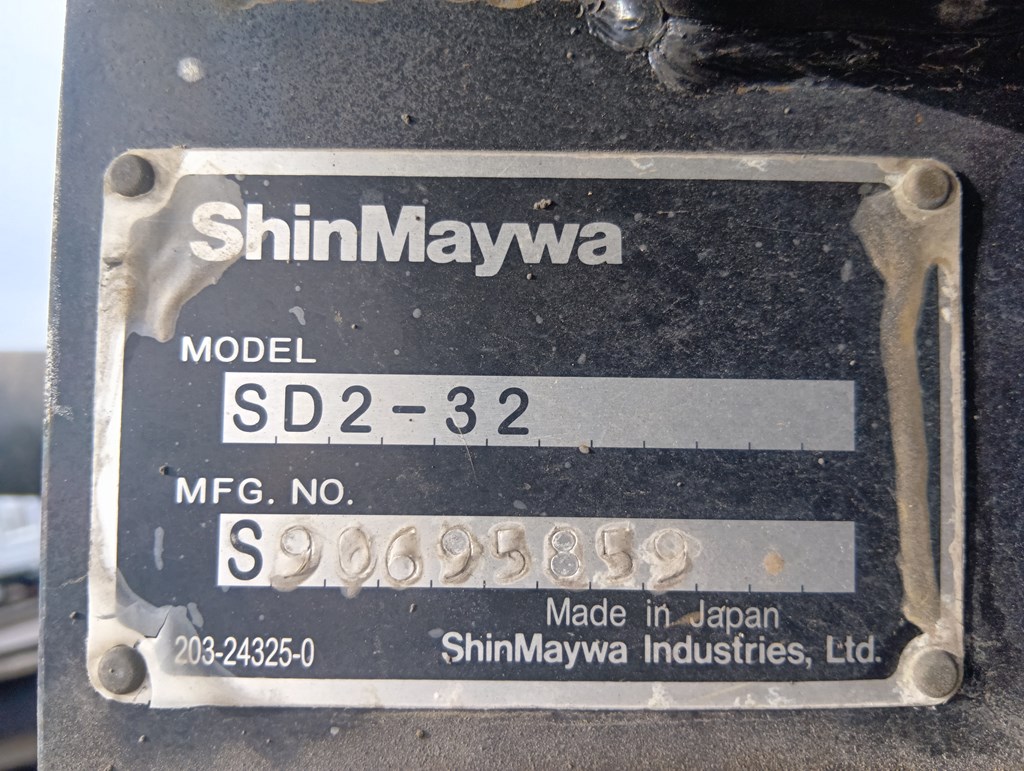 ShinMaywa
MODEL
SD2-32
MFG. NO.
S90695859
Made in Japan
203-24325-0
ShinMaywa Industries, Ltd.